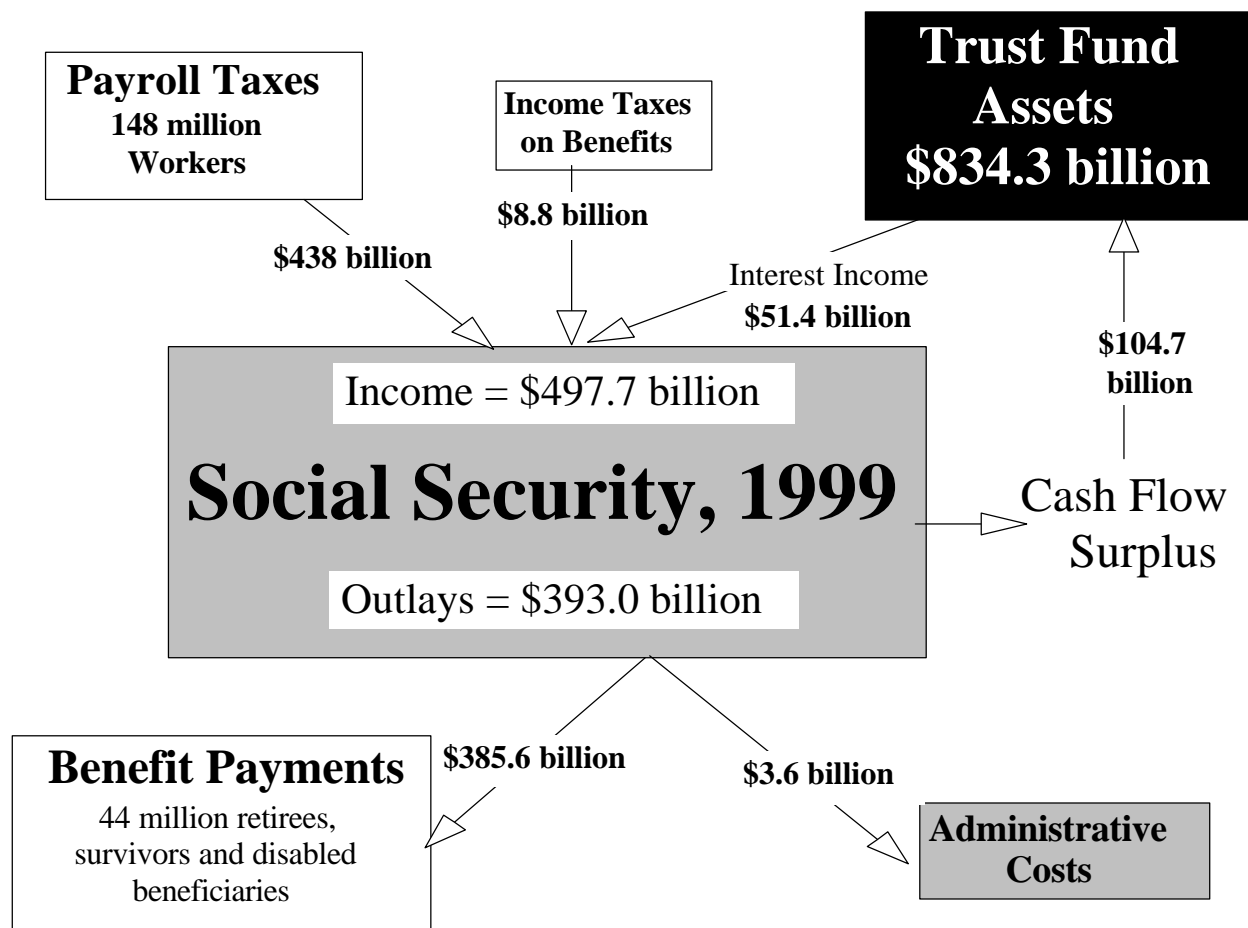 Payroll Taxes
148 million
Workers
Income Taxes
on Benefits
Trust Fund
Assets
$834.3 billion
$438 billion
$8.8 billion
Interest Income
$51.4 billion
$104.7
billion
Income = $497.7 billion
Social Security, 1999
Outlays = $393.0 billion
Cash Flow
Surplus
$385.6 billion
$3.6 billion
Benefit Payments
44 million retirees,
survivors and disabled
beneficiaries
Administrative
Costs